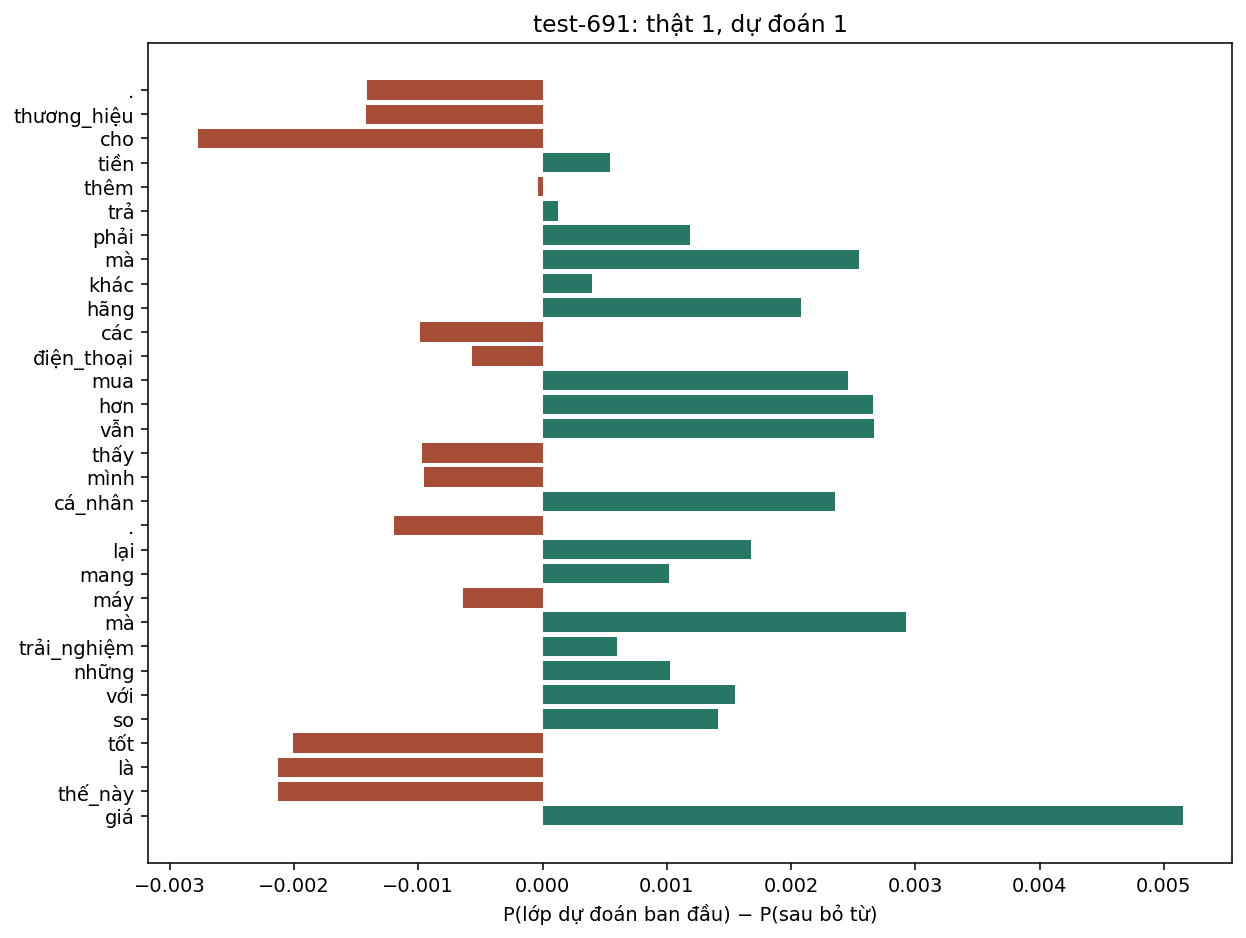 test-691: thật 1, dự đoán 1
.
thương_hiệu
cho
tiền
thêm
trả
phải
mà
khác
hãng
các
điện_thoại
mua
hơn
vẫn
thấy
mình
cá_nhân
.
lại
mang
máy
mà
trải_nghiệm
những
với
so
tốt
là
thế_này
giá
−0.003 −0.002 −0.001 0.000 0.001 0.002 0.003 0.004 0.005
P(lớp dự đoán ban đầu) − P(sau bỏ từ)